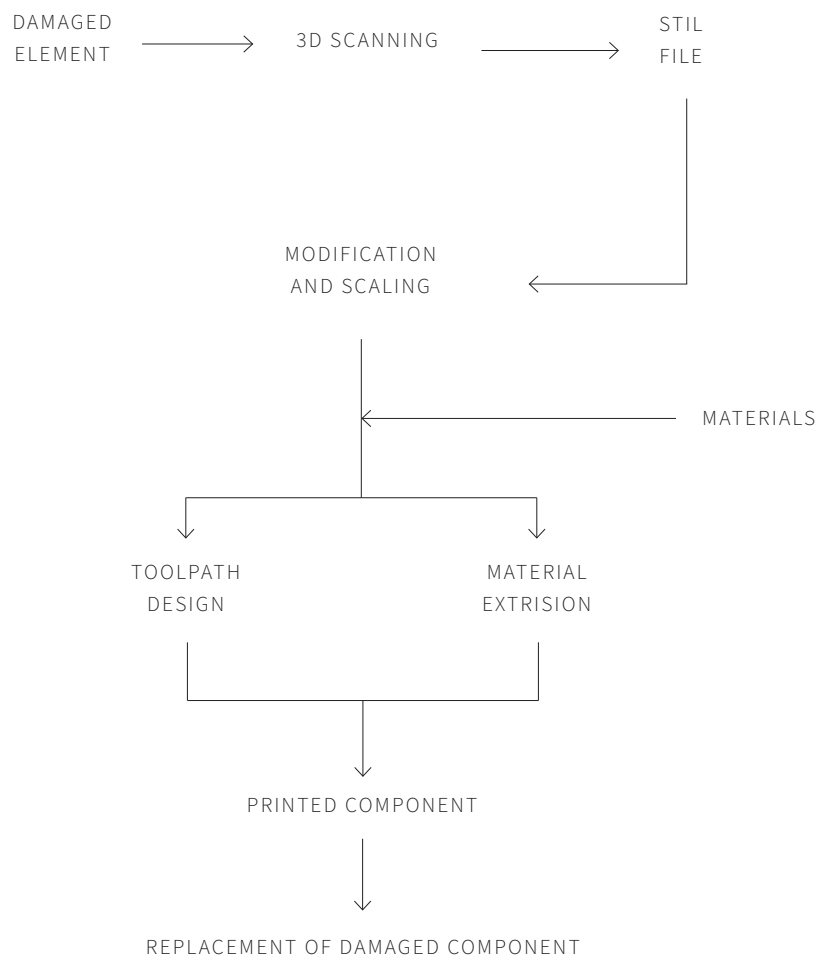 DAMAGED
ELEMENT
3D SCANNING
STIL
FILE
MODIFICATION
AND SCALING
MATERIALS
TOOLPATH
DESIGN
MATERIAL
EXTRISION
PRINTED COMPONENT
REPLACEMENT OF DAMAGED COMPONENT